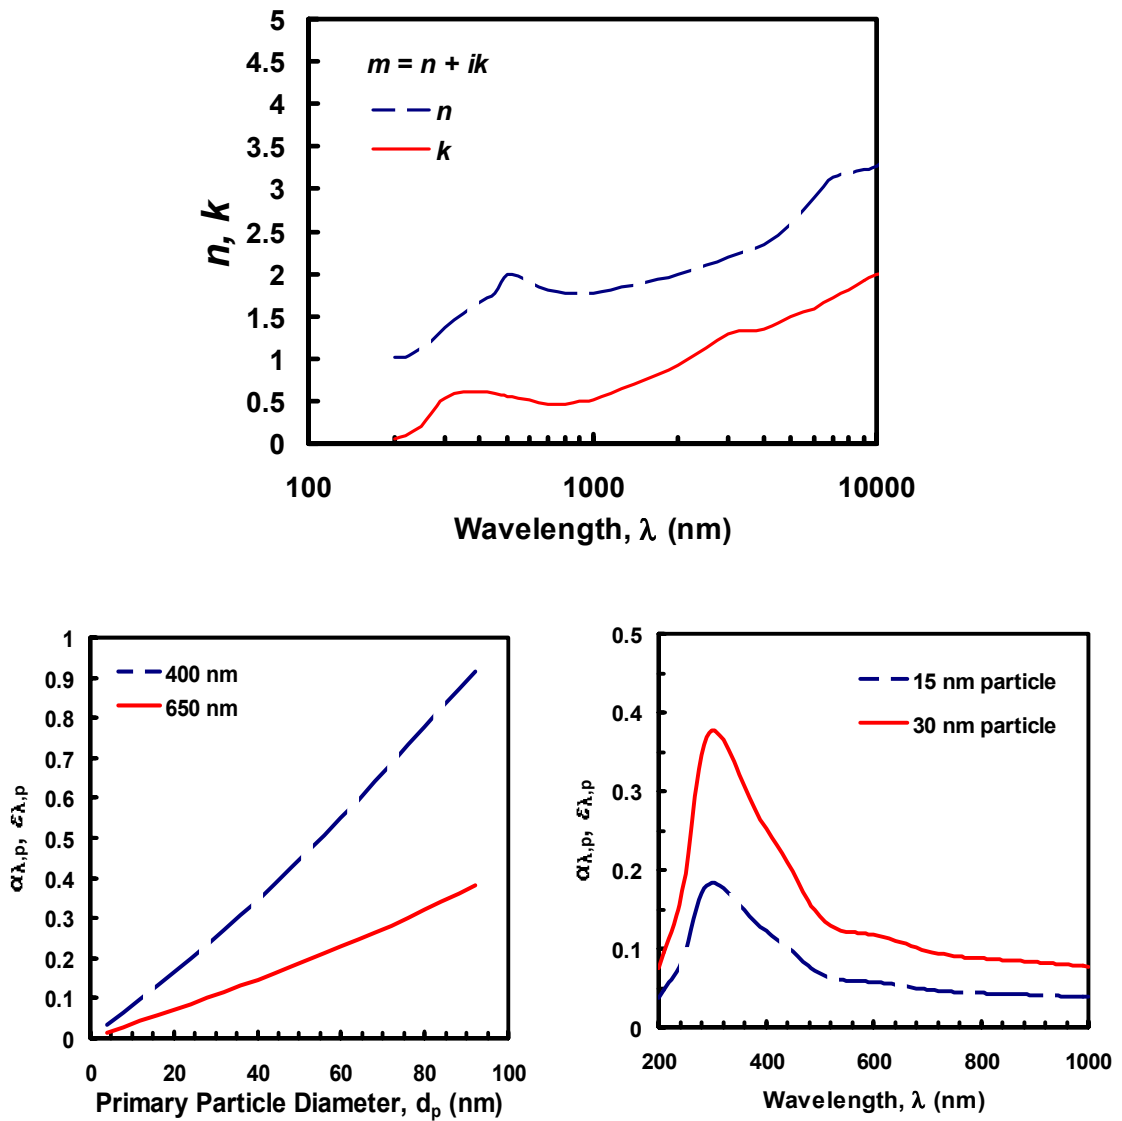 5
4.5
4
3.5
3
2.5
2
1.5
1
0.5
0
n, k
m = n + ik
n
k
100 1000 10000
Wavelength, λ (nm)
1
0.9
0.8
0.7
0.6
0.5
0.4
0.3
0.2
0.1
0
αλ,p, ελ,p
400 nm
650 nm
0 20 40 60 80 100
Primary Particle Diameter, dp (nm)
0.5
0.4
0.3
0.2
0.1
0
αλ,p, ελ,p
15 nm particle
30 nm particle
200 400 600 800 1000
Wavelength, λ (nm)